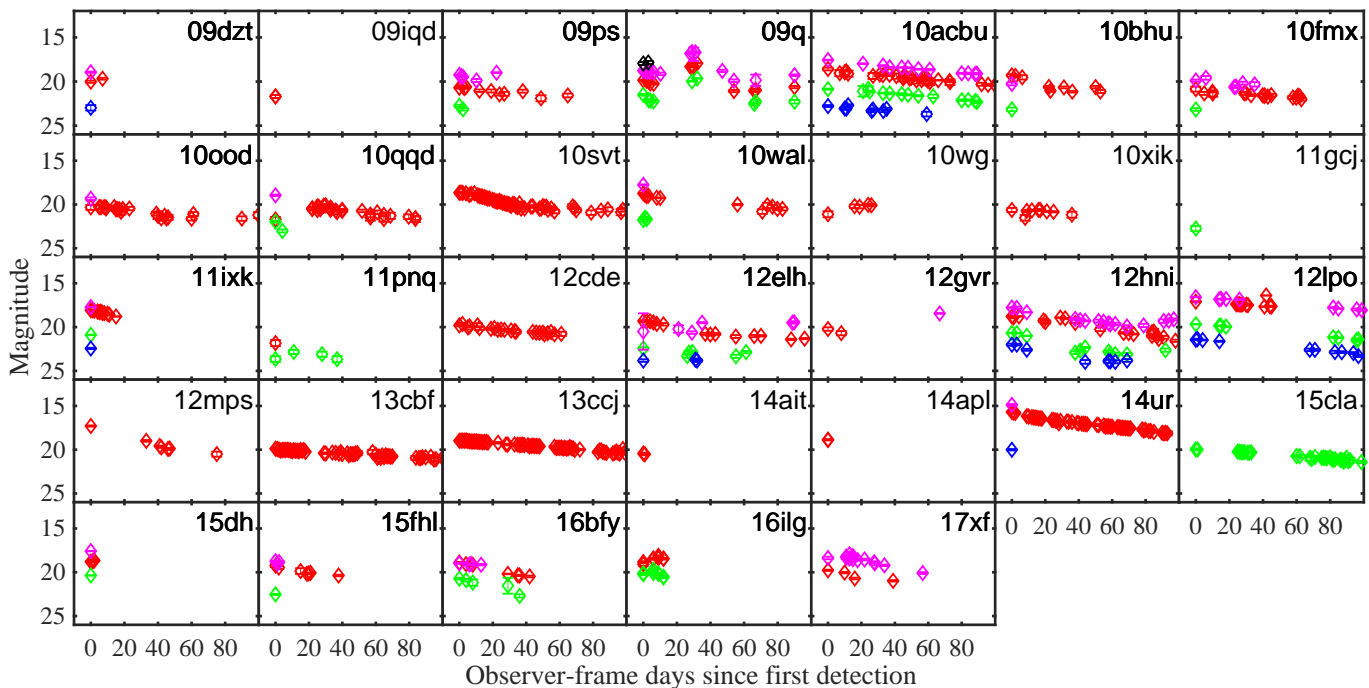 15 09dzt 09iqd 09ps 09q 10acbu 10bhu 10fmx
20
25
10ood 10qqd 10svt 10wal 10wg 10xik 11gcj
15
20
25
11ixk 11pnq 12cde 12elh 12gvr 12hni 12lpo
15
20
25
12mps 13cbf 13ccj 14ait 14apl 14ur 15cla
15
20
25
0 20 40 60 80 0 20 40 60 80
15dh 15fhl 16bfy 16ilg 17xf
15
20
25
0 20 40 60 80 0 20 40 60 80 0 20 40 60 80 0 20 40 60 80 0 20 40 60 80
Magnitude
Observer-frame days since first detection